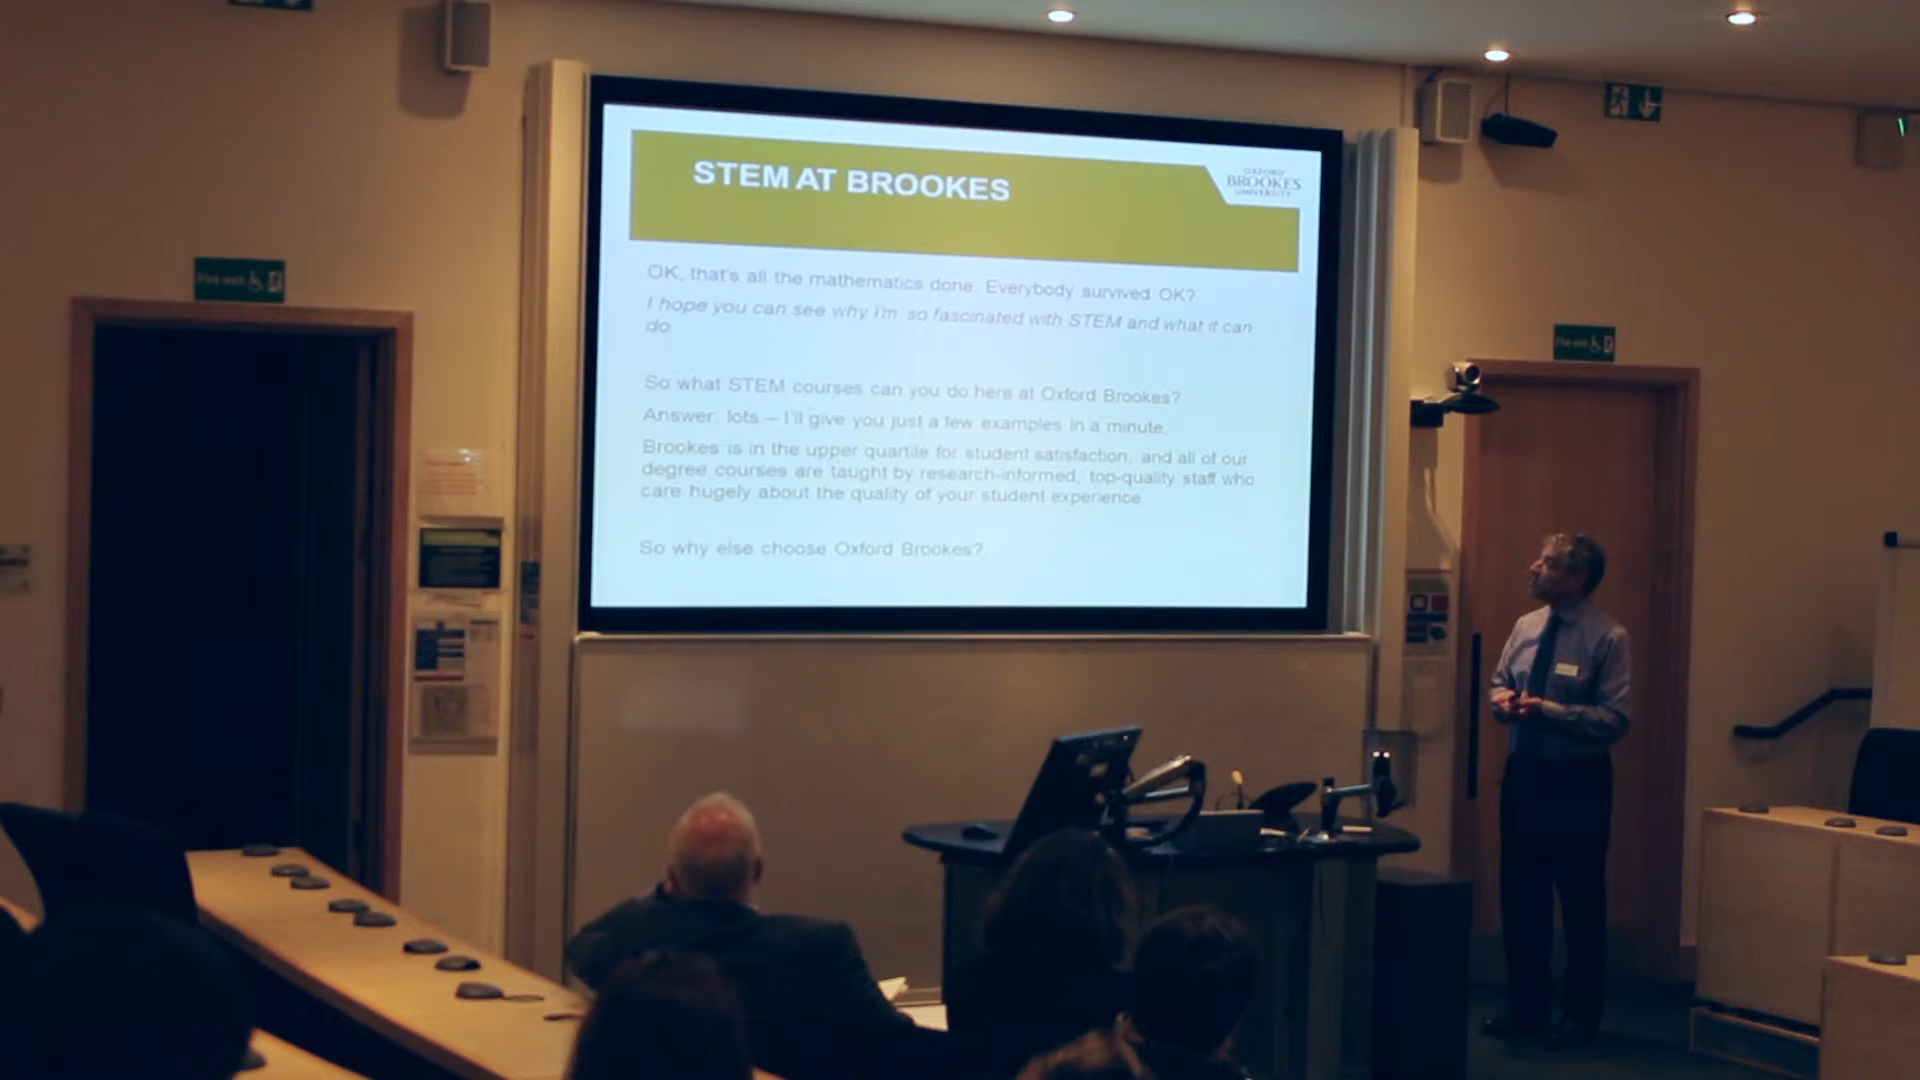 STEM AT BROOKES
OXFORD
BROOKES
UNIVERSITY
OK, that's all the mathematics done. Everybody survived OK?
I hope you can see why I'm so fascinated with STEM and what it can
do.
So what STEM courses can you do here at Oxford Brookes?
Answer: lots – I'll give you just a few examples in a minute.
Brookes is in the upper quartile for student satisfaction, and all of our
degree courses are taught by research-informed, top-quality staff who
care hugely about the quality of your student experience.
So why else choose Oxford Brookes?
Fire exit
Fire exit